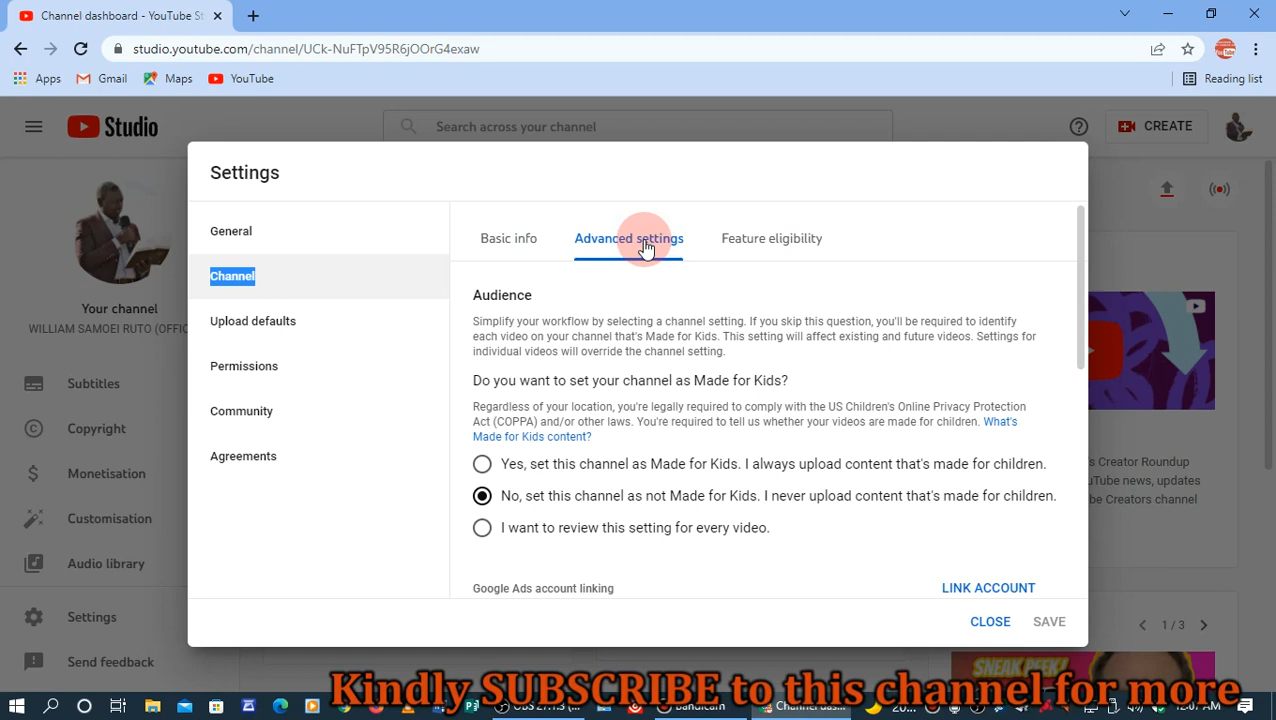 Channel dashboard - YouTube S
studio.youtube.com/channel/UCk-NuFTpV95R6jOOrG4exaw
Apps
Gmail
Maps
YouTube
Reading list
Studio
Search across your channel
CREATE
Settings
General
Channel
Upload defaults
Permissions
Community
Agreements
Basic info
Advanced settings
Feature eligibility
Audience
Simplify your workflow by selecting a channel setting. If you skip this question, you'll be required to identify
each video on your channel that's Made for Kids. This setting will affect existing and future videos. Settings for
individual videos will override the channel setting.
Do you want to set your channel as Made for Kids?
Regardless of your location, you're legally required to comply with the US Children's Online Privacy Protection
Act (COPPA) and/or other laws. You're required to tell us whether your videos are made for children. What's
Made for Kids content?
Yes, set this channel as Made for Kids. I always upload content that's made for children.
No, set this channel as not Made for Kids. I never upload content that's made for children.
I want to review this setting for every video.
Google Ads account linking
LINK ACCOUNT
CLOSE
SAVE
Your channel
WILLIAM SAMOEI RUTO (OFFIC
Subtitles
Copyright
Monetisation
Customisation
Audio library
Settings
Send feedback
's Creator Roundup
uTube news, updates
be Creators channel
1 / 3
SNEAK PEEK!
Kindly SUBSCRIBE to this channel for more
Bandicam
Channel das...
12:07 AM